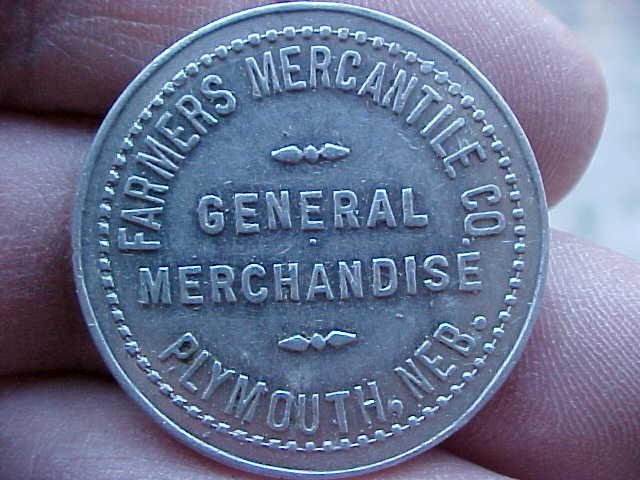 FARMERS MERCANTILE CO.
GENERAL
MERCHANDISE
PLYMOUTH, NEB.